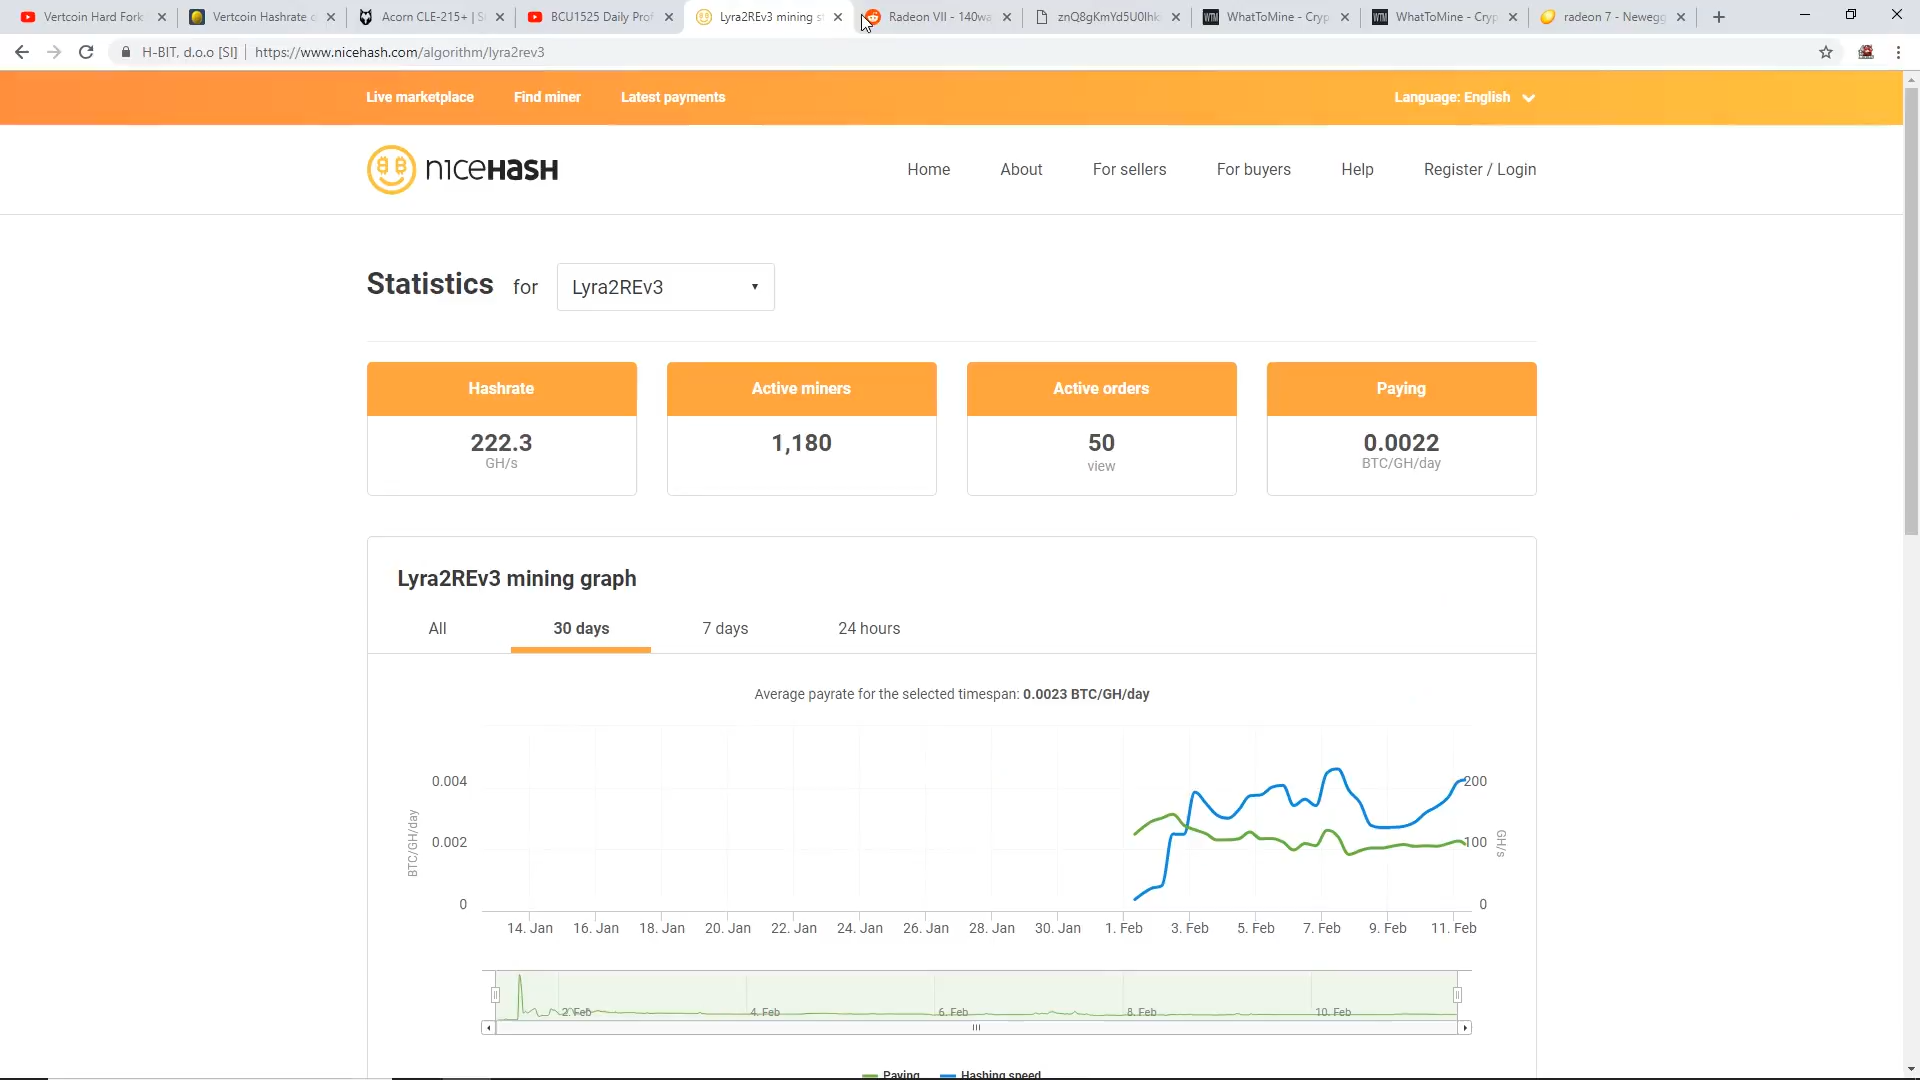 Vertcoin Hard Fork
Vertcoin Hashrate
Acorn CLE-215+ | S
BCU1525 Daily Prof
Lyra2REv3 mining st
Radeon VII - 140wa
znQ8gKmYd5U0Ihk
WhatToMine - Cryp
WhatToMine - Cryp
radeon 7 - Newegg
H-BIT, d.o.o [SI]
https://www.nicehash.com/algorithm/lyra2rev3
Live marketplace
Find miner
Latest payments
Language: English
niceHASH
Home
About
For sellers
For buyers
Help
Register / Login
Statistics for Lyra2REv3
Hashrate
222.3
GH/s
Active miners
1,180
Active orders
50
view
Paying
0.0022
BTC/GH/day
Lyra2REv3 mining graph
All
30 days
7 days
24 hours
Average payrate for the selected timespan: 0.0023 BTC/GH/day
0.004
0.002
0
BTC/GH/day
200
100
0
GH/s
14. Jan
16. Jan
18. Jan
20. Jan
22. Jan
24. Jan
26. Jan
28. Jan
30. Jan
1. Feb
3. Feb
5. Feb
7. Feb
9. Feb
11. Feb
2. Feb
4. Feb
6. Feb
8. Feb
10. Feb
Paying
Hashing speed